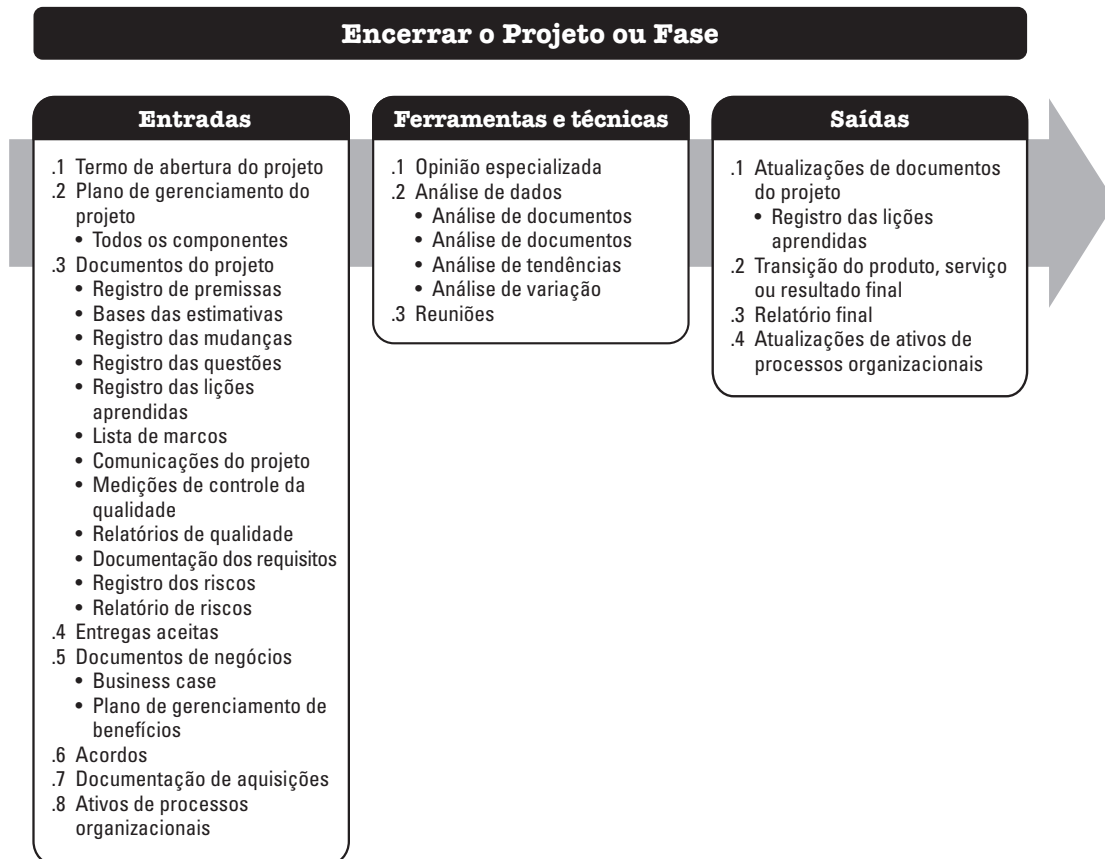 Encerrar o Projeto ou Fase
Entradas
.1 Termo de abertura do projeto
.2 Plano de gerenciamento do
projeto
• Todos os componentes
.3 Documentos do projeto
• Registro de premissas
• Bases das estimativas
• Registro das mudanças
• Registro das questões
• Registro das lições
aprendidas
• Lista de marcos
• Comunicações do projeto
• Medições de controle da
qualidade
• Relatórios de qualidade
• Documentação dos requisitos
• Registro dos riscos
• Relatório de riscos
.4 Entregas aceitas
.5 Documentos de negócios
• Business case
• Plano de gerenciamento de
benefícios
.6 Acordos
.7 Documentação de aquisições
.8 Ativos de processos
organizacionais
Ferramentas e técnicas
.1 Opinião especializada
.2 Análise de dados
• Análise de documentos
• Análise de documentos
• Análise de tendências
• Análise de variação
.3 Reuniões
Saídas
.1 Atualizações de documentos
do projeto
• Registro das lições
aprendidas
.2 Transição do produto, serviço
ou resultado final
.3 Relatório final
.4 Atualizações de ativos de
processos organizacionais